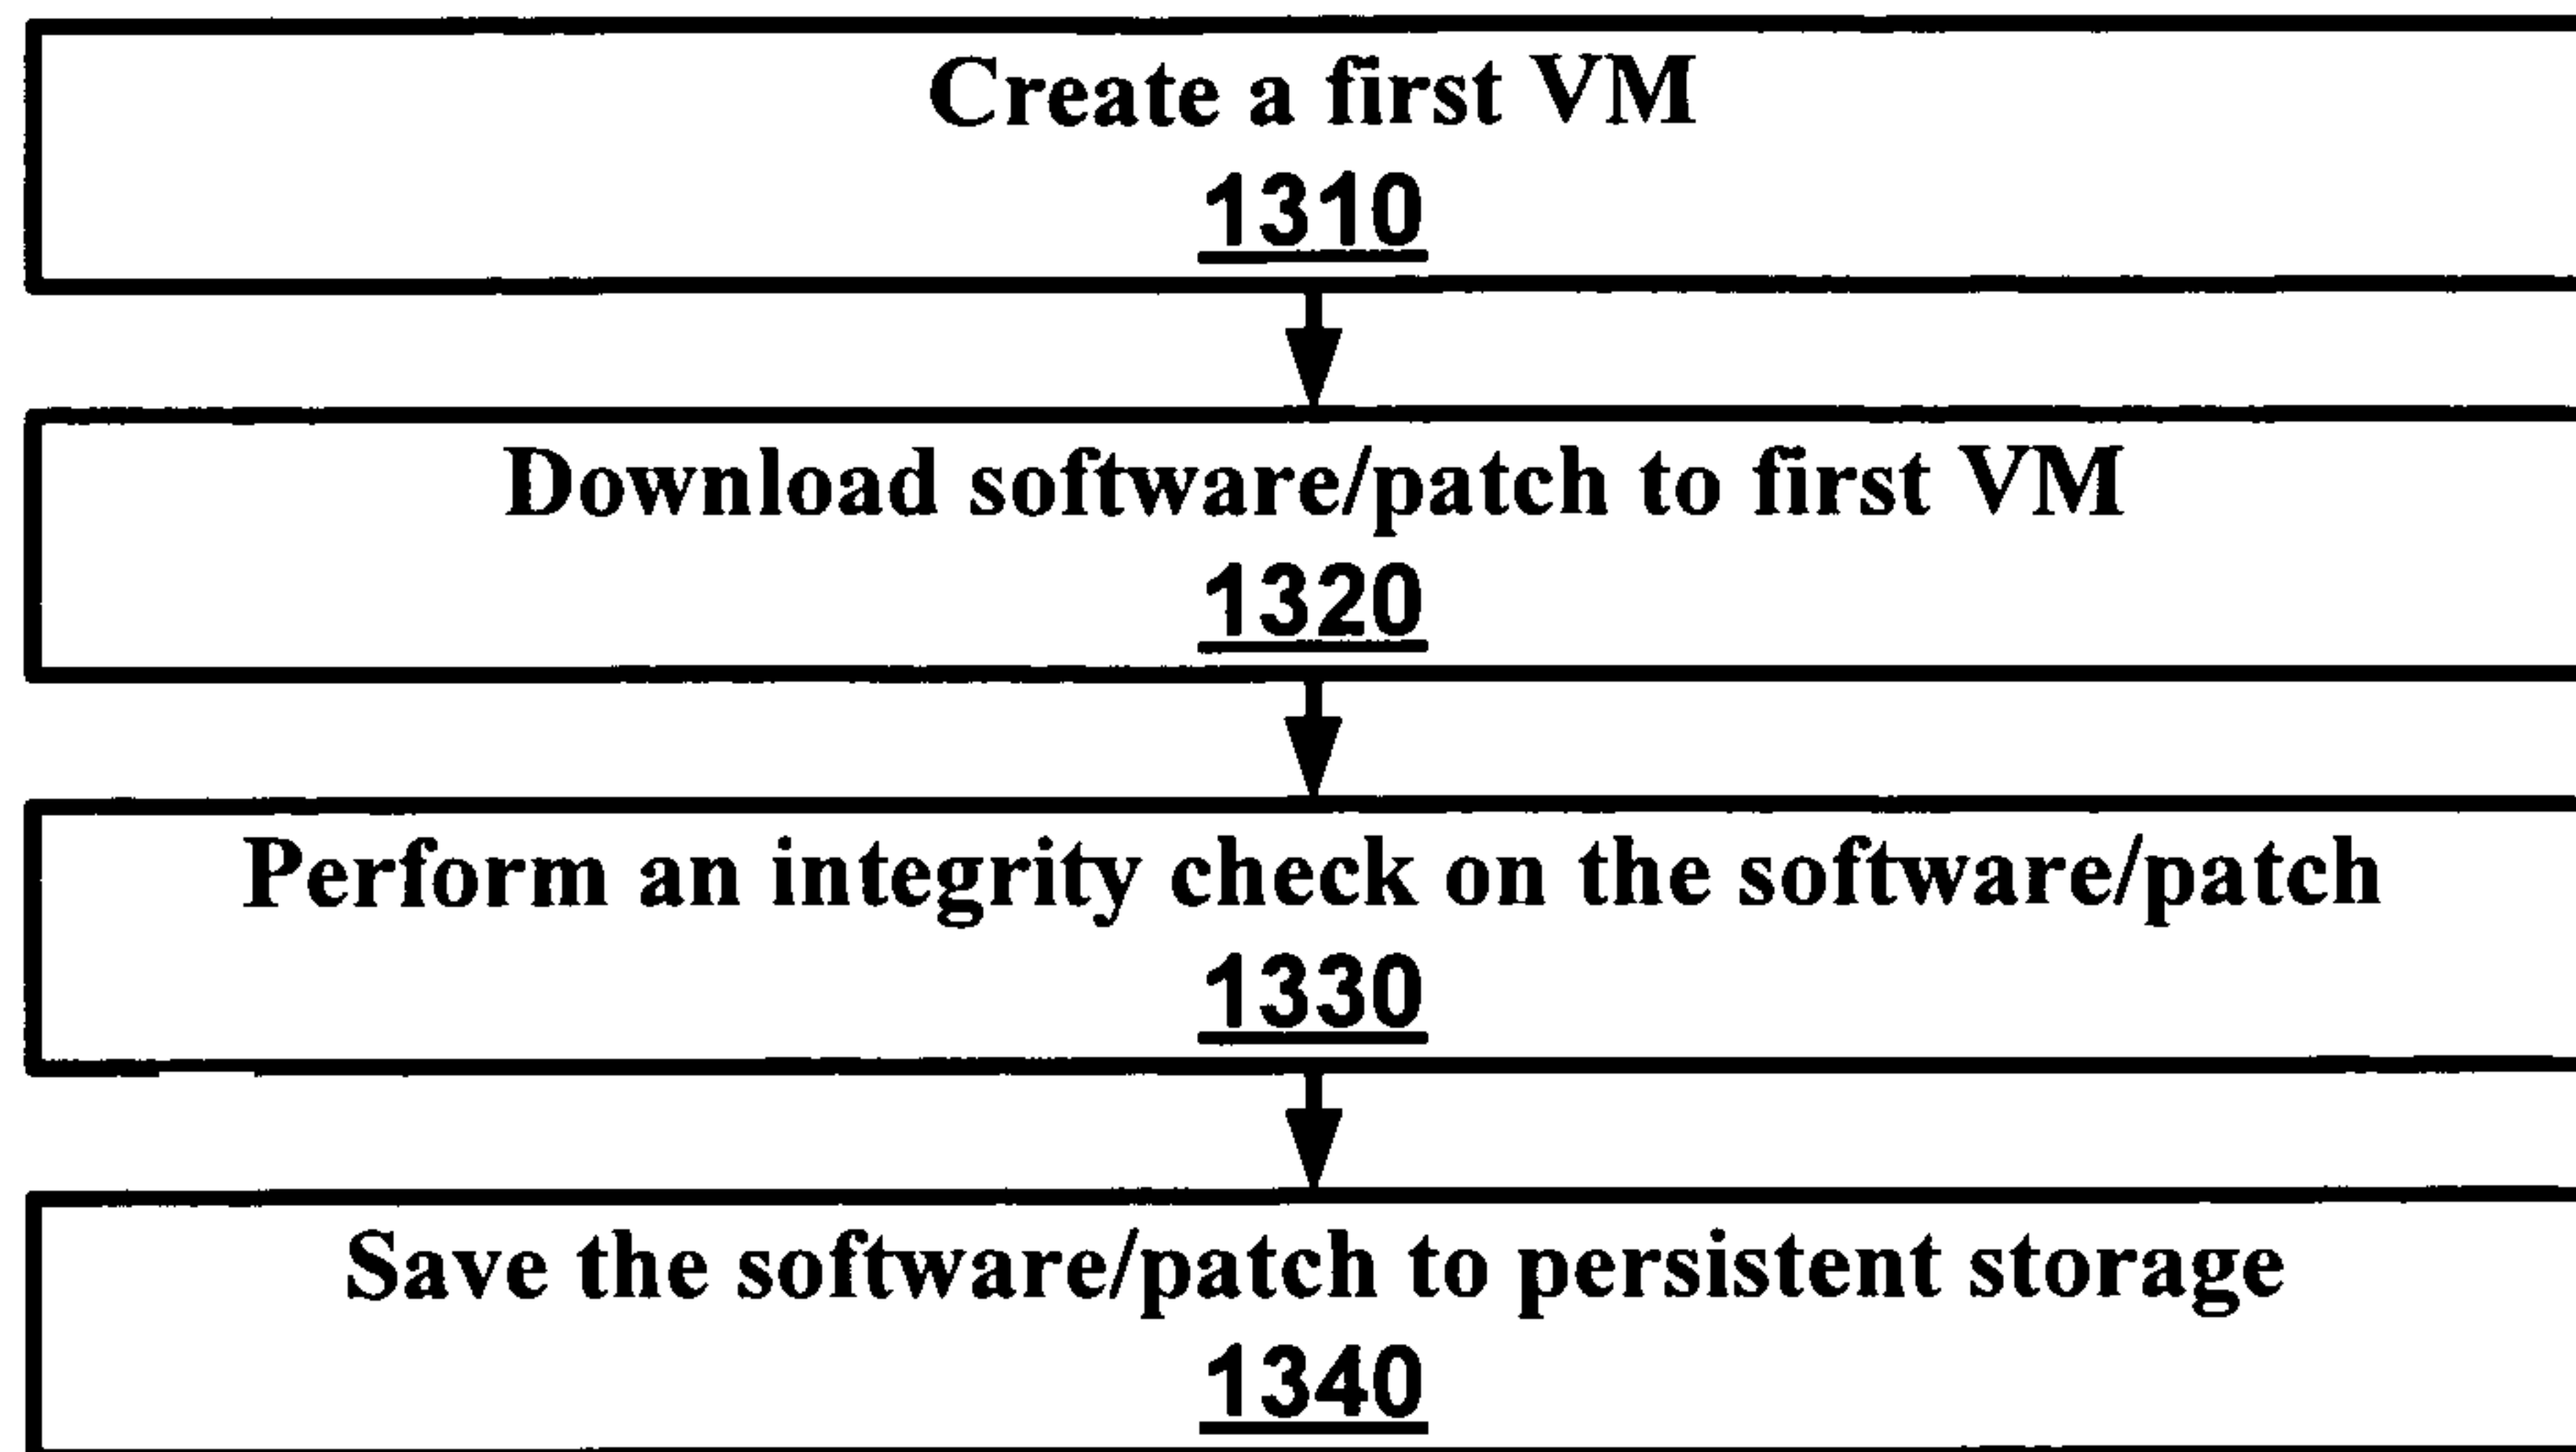 Create a first VM
1310
Download software/patch to first VM
1320
Perform an integrity check on the software/patch
1330
Save the software/patch to persistent storage
1340